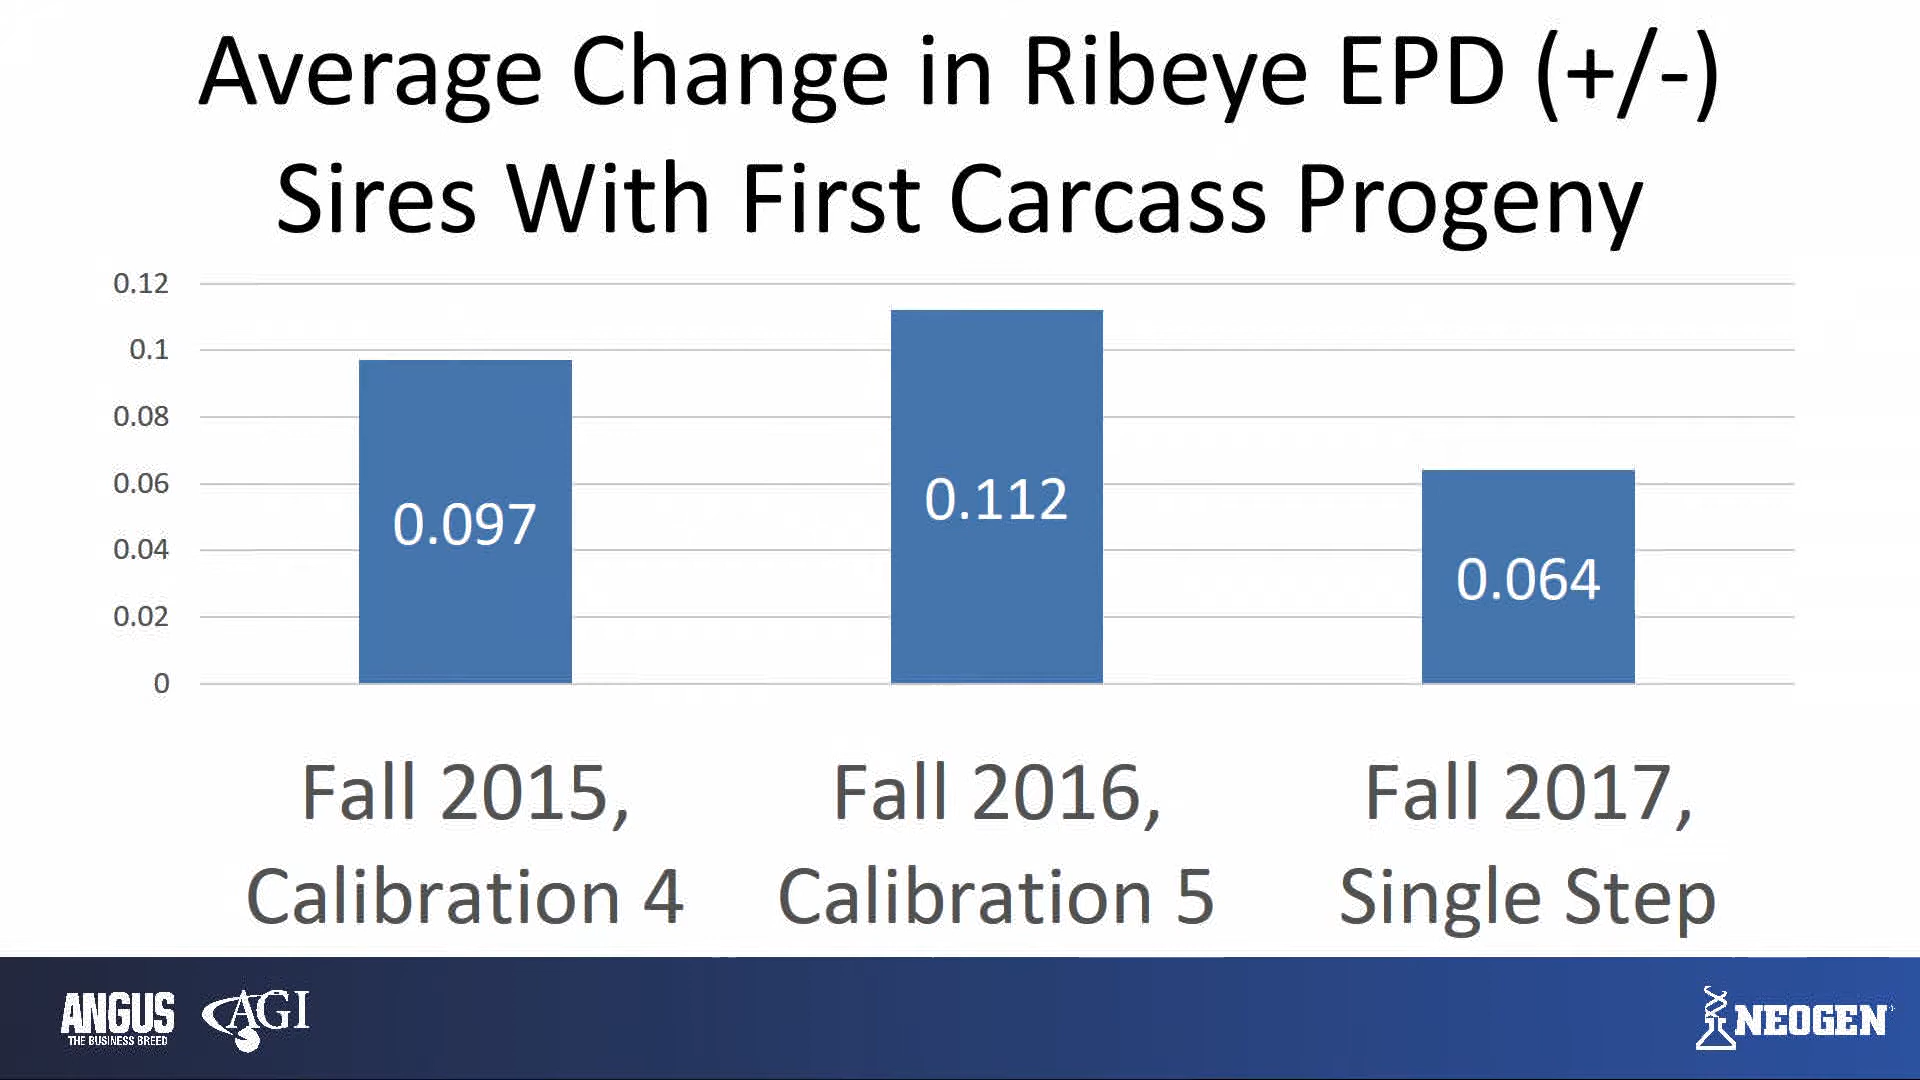 Average Change in Ribeye EPD (+/-)
Sires With First Carcass Progeny
0.12
0.1
0.08
0.06
0.04
0.02
0
0.097
0.112
0.064
Fall 2015,
Calibration 4
Fall 2016,
Calibration 5
Fall 2017,
Single Step
ANGUS
THE BUSINESS BREED
AGI
NEOGEN